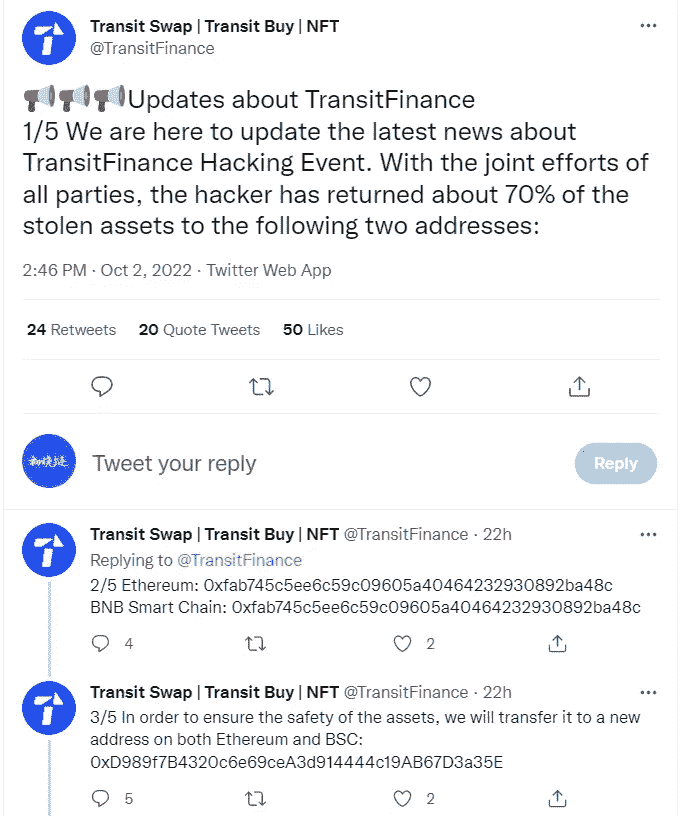 Transit Swap | Transit Buy | NFT
@TransitFinance
Updates about TransitFinance
1/5 We are here to update the latest news about
TransitFinance Hacking Event. With the joint efforts of
all parties, the hacker has returned about 70% of the
stolen assets to the following two addresses:
2:46 PM · Oct 2, 2022 · Twitter Web App
24 Retweets 20 Quote Tweets 50 Likes
Tweet your reply
Reply
Transit Swap | Transit Buy | NFT @TransitFinance · 22h
Replying to @TransitFinance
2/5 Ethereum: 0xfab745c5ee6c59c09605a40464232930892ba48c
BNB Smart Chain: 0xfab745c5ee6c59c09605a40464232930892ba48c
4 2
Transit Swap | Transit Buy | NFT @TransitFinance · 22h
3/5 In order to ensure the safety of the assets, we will transfer it to a new
address on both Ethereum and BSC:
0xD989f7B4320c6e69ceA3d914444c19AB67D3a35E
5 2